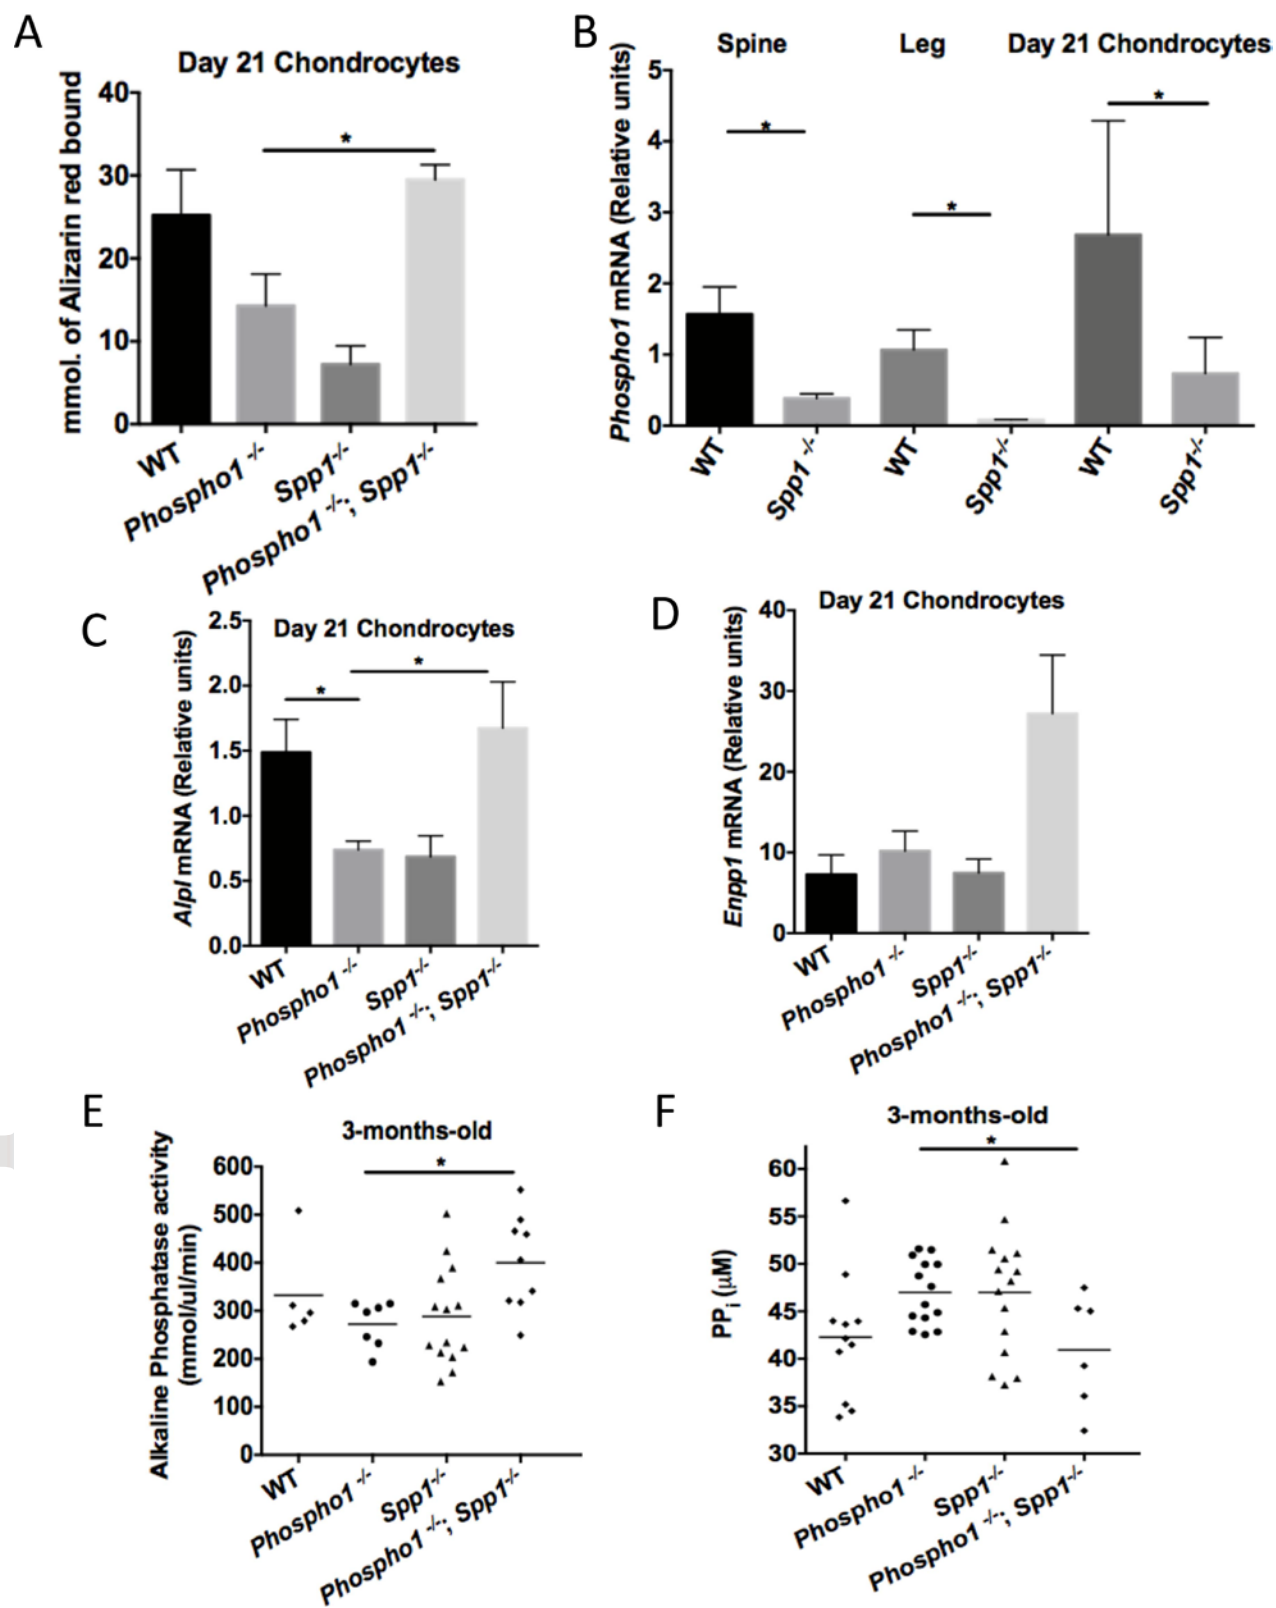 A
Day 21 Chondrocytes
mmol. of Alizarin red bound
40
30
20
10
0
*
WT
Phospho1 -/-
Spp1-/-
Phospho1 -/-; Spp1-/-
B
Spine
Leg
Day 21 Chondrocytes
Phospho1 mRNA (Relative units)
5
4
3
2
1
0
*
*
*
WT
Spp1 -/-
WT
Spp1-/-
WT
Spp1-/-
C
Day 21 Chondrocytes
Alpl mRNA (Relative units)
2.5
2.0
1.5
1.0
0.5
0.0
*
*
WT
Phospho1 -/-
Spp1-/-
Phospho1 -/-; Spp1-/-
D
Day 21 Chondrocytes
Enpp1 mRNA (Relative units)
40
30
20
10
0
WT
Phospho1 -/-
Spp1-/-
Phospho1 -/-; Spp1-/-
E
3-months-old
Alkaline Phosphatase activity
(mmol/ul/min)
600
500
400
300
200
100
0
*
WT
Phospho1 -/-
Spp1-/-
Phospho1 -/-; Spp1-/-
F
3-months-old
PPi (µM)
60
55
50
45
40
35
30
*
WT
Phospho1 -/-
Spp1-/-
Phospho1 -/-; Spp1-/-